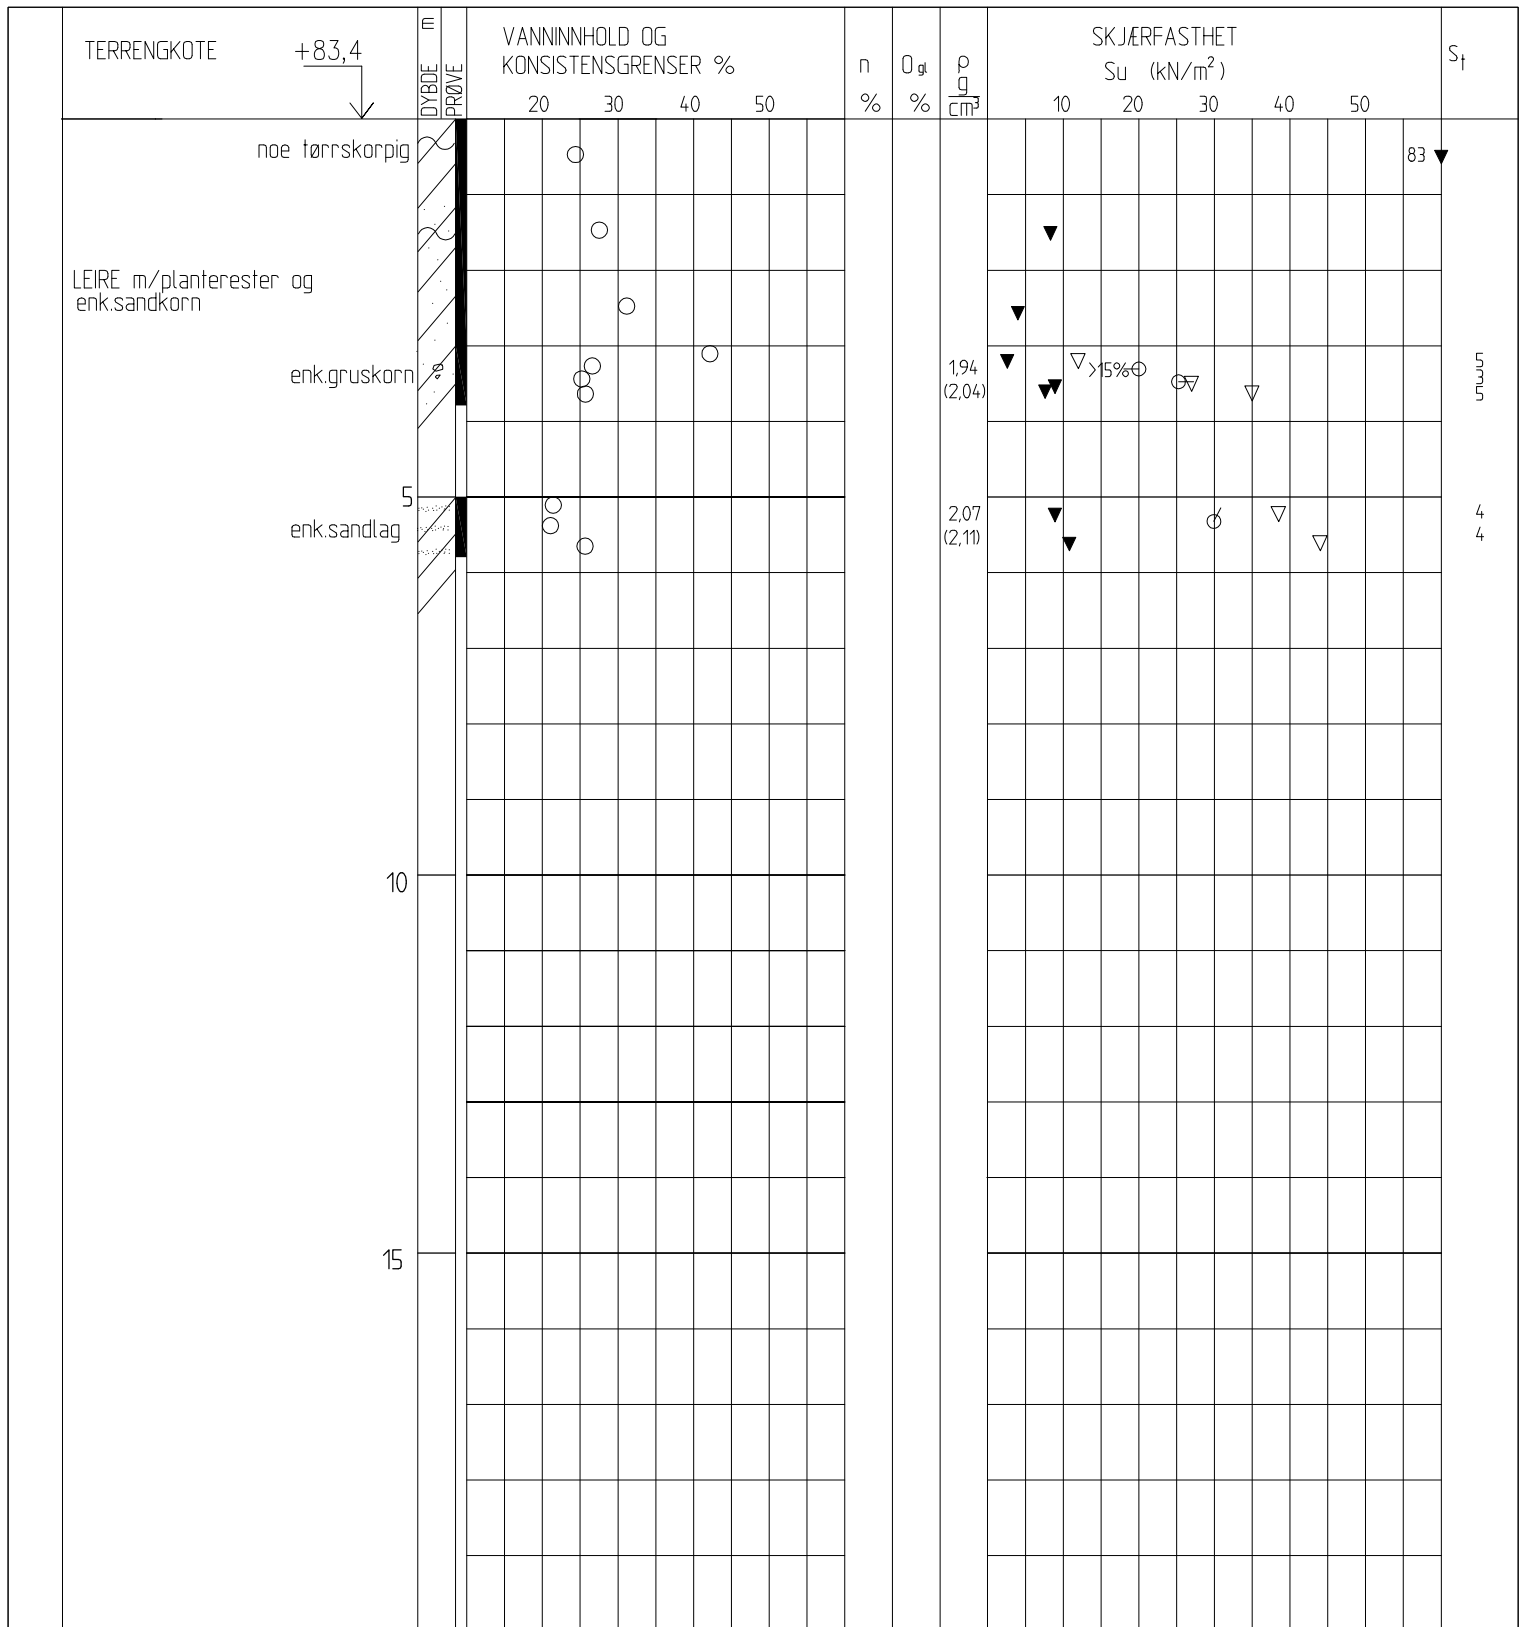 TERRENGKOTE +83,4
m
DYBDE
PRØVE
VANNINNHOLD OG
KONSISTENSGRENSER %
20 30 40 50
n
%
O gl
%
ρ
g
cm³
SKJÆRFASTHET
Su (kN/m²)
10 20 30 40 50
St
noe tørrskorpig
83
LEIRE m/planterester og
enk.sandkorn
enk.gruskorn
1,94
(2,04)
>15%
5
3
5
5
enk.sandlag
2,07
(2,11)
4
4
10
15